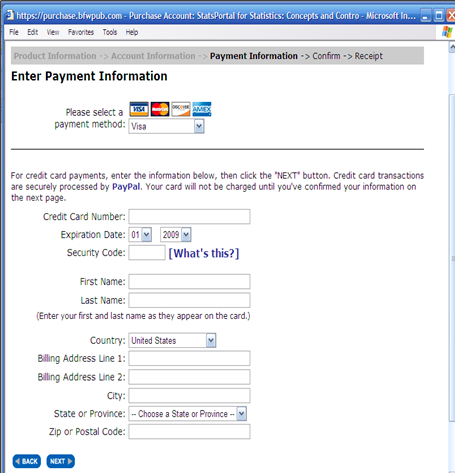 https://purchase.bfwpub.com - Purchase Account: StatsPortal for Statistics: Concepts and Contro - Microsoft In...
File Edit View Favorites Tools Help
Product Information -> Account Information -> Payment Information -> Confirm -> Receipt
Enter Payment Information
VISA MasterCard DISCOVER AMEX
Please select a
payment method: Visa
For credit card payments, enter the information below, then click the "NEXT" button. Credit card transactions
are securely processed by PayPal. Your card will not be charged until you've confirmed your information on
the next page.
Credit Card Number:
Expiration Date: 01 2009
Security Code: [What's this?]
First Name:
Last Name:
(Enter your first and last name as they appear on the card.)
Country: United States
Billing Address Line 1:
Billing Address Line 2:
City:
State or Province: -- Choose a State or Province --
Zip or Postal Code:
BACK NEXT